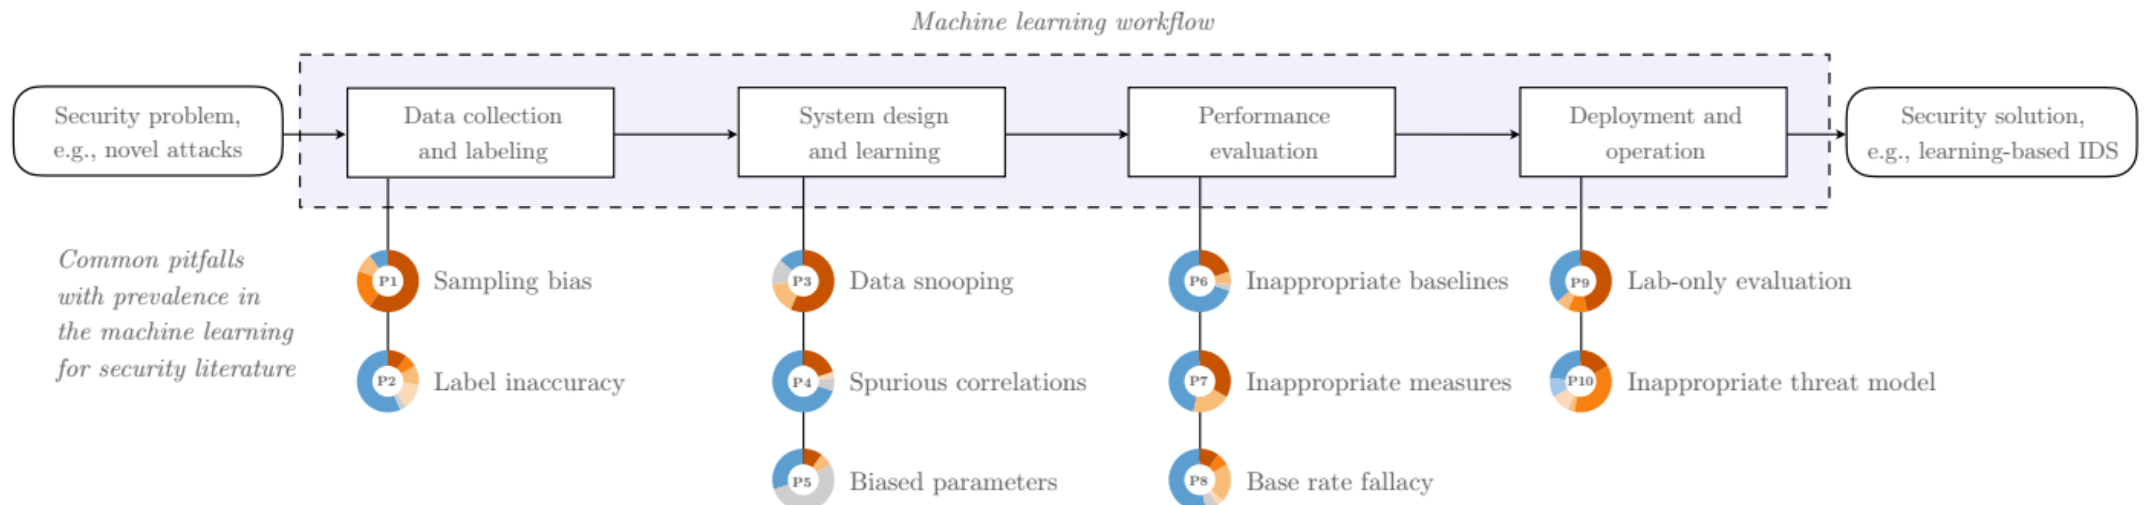 Machine learning workflow
Security problem,
e.g., novel attacks
Data collection
and labeling
System design
and learning
Performance
evaluation
Deployment and
operation
Security solution,
e.g., learning-based IDS
Common pitfalls
with prevalence in
the machine learning
for security literature
P1 Sampling bias
P2 Label inaccuracy
P3 Data snooping
P4 Spurious correlations
P5 Biased parameters
P6 Inappropriate baselines
P7 Inappropriate measures
P8 Base rate fallacy
P9 Lab-only evaluation
P10 Inappropriate threat model